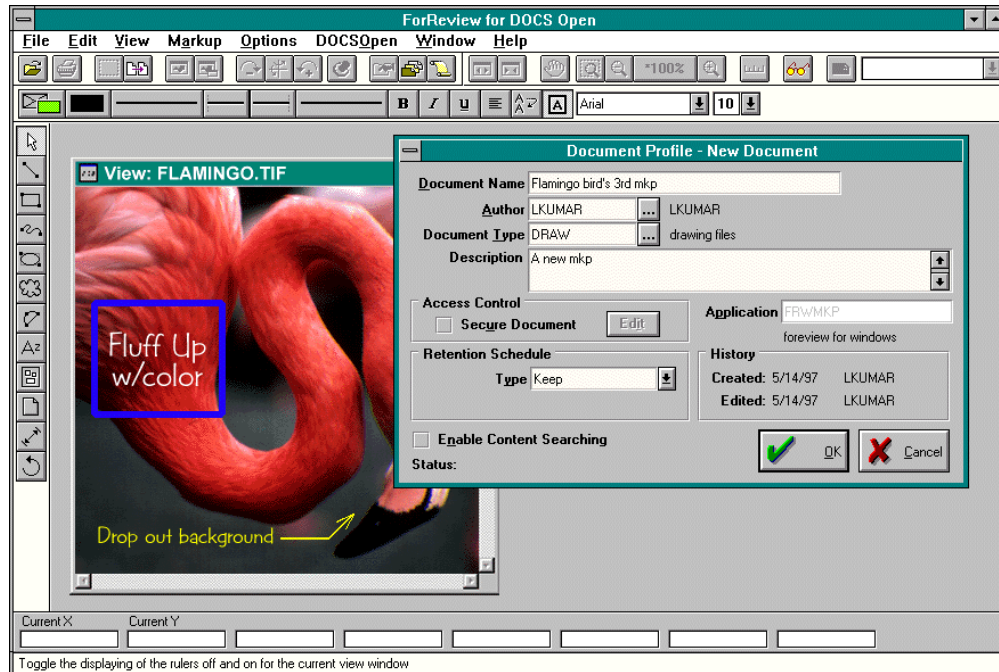 ForReview for DOCS Open
File Edit View Markup Options DOCSOpen Window Help
*100%
B I u A A A Arial 10
View: FLAMINGO.TIF
Fluff Up
w/color
Drop out background
Az
Document Profile - New Document
Document Name Flamingo bird's 3rd mkp
Author LKUMAR ... LKUMAR
Document Type DRAW ... drawing files
Description A new mkp
Access Control
Secure Document Edit
Application FRWMKP
foreview for windows
Retention Schedule
Type Keep
History
Created: 5/14/97 LKUMAR
Edited: 5/14/97 LKUMAR
Enable Content Searching
Status:
OK Cancel
Current X Current Y
Toggle the displaying of the rulers off and on for the current view window